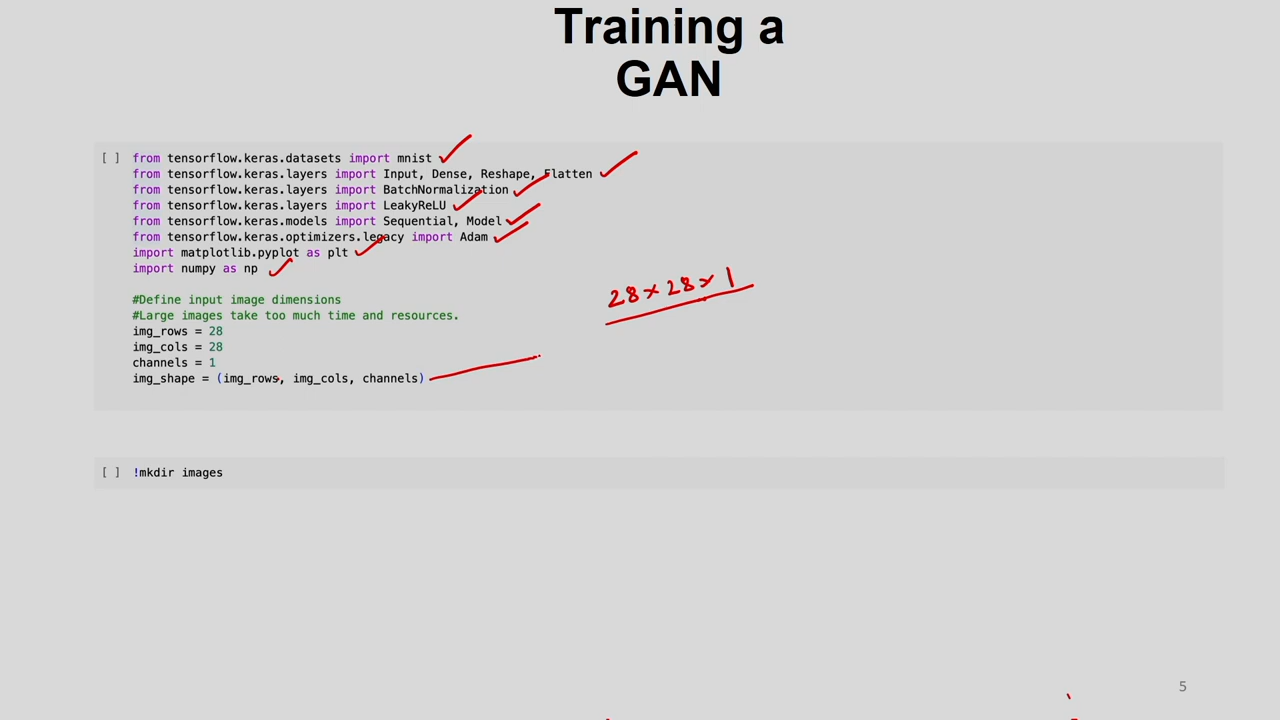 Training a
GAN
[ ] from tensorflow.keras.datasets import mnist
from tensorflow.keras.layers import Input, Dense, Reshape, Flatten
from tensorflow.keras.layers import BatchNormalization
from tensorflow.keras.layers import LeakyReLU
from tensorflow.keras.models import Sequential, Model
from tensorflow.keras.optimizers.legacy import Adam
import matplotlib.pyplot as plt
import numpy as np
28×28×1
#Define input image dimensions
#Large images take too much time and resources.
img_rows = 28
img_cols = 28
channels = 1
img_shape = (img_rows, img_cols, channels)
[ ] !mkdir images
5